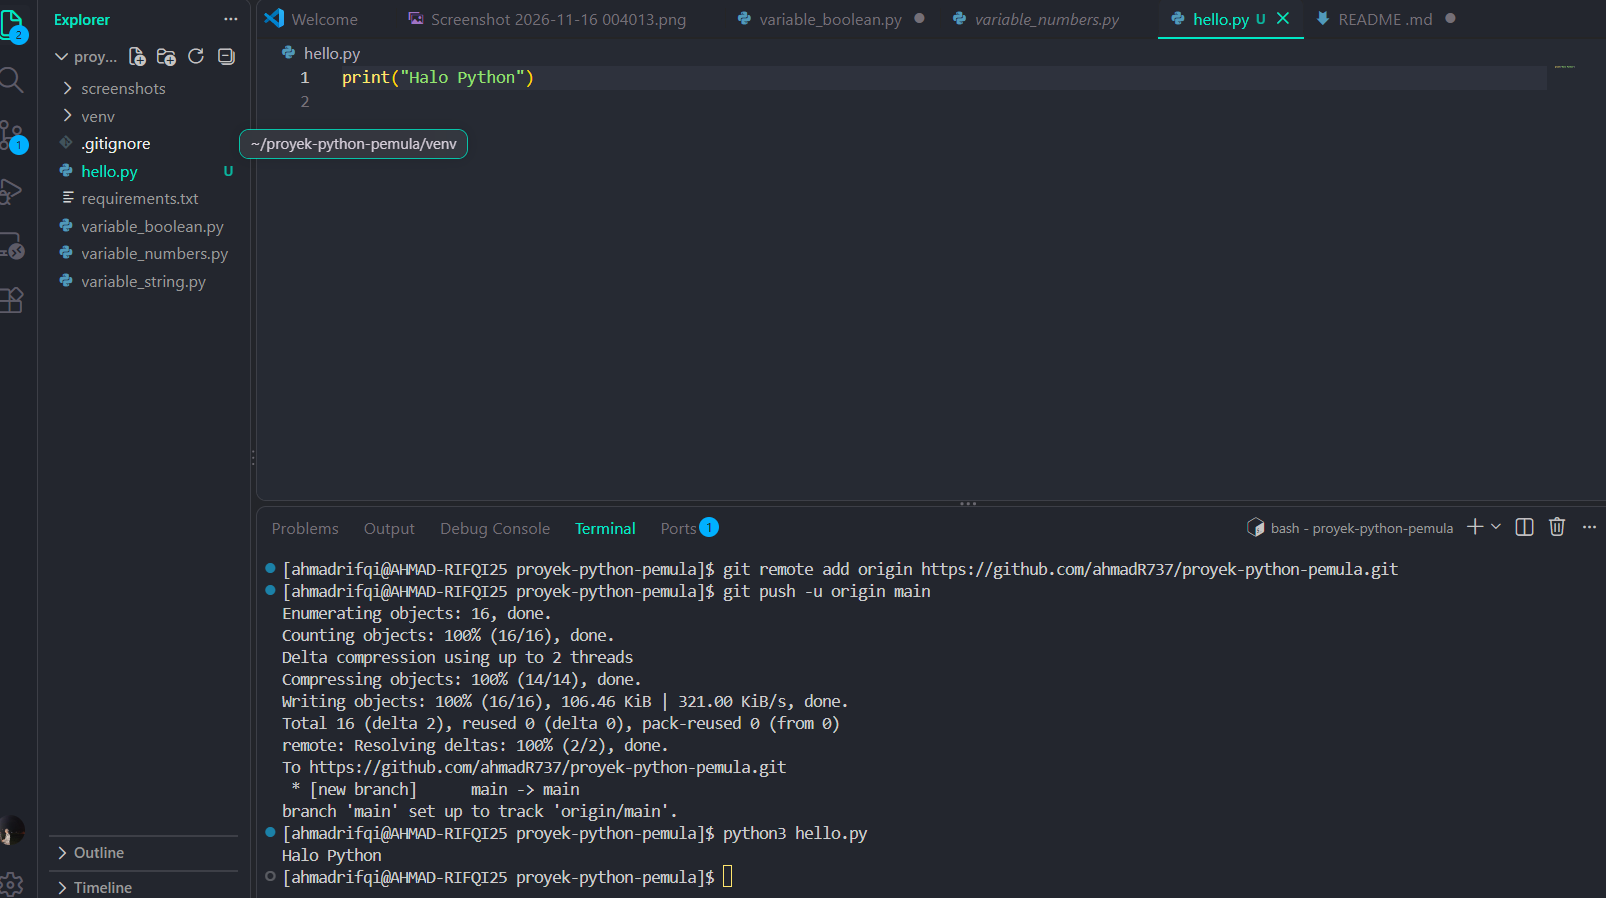 Explorer
Welcome
Screenshot 2026-11-16 004013.png
variable_boolean.py
variable_numbers.py
hello.py U
README .md
2
proy...
hello.py
screenshots
1 print("Halo Python")
venv
2
.gitignore
1
~/proyek-python-pemula/venv
hello.py U
requirements.txt
variable_boolean.py
variable_numbers.py
variable_string.py
Problems Output Debug Console Terminal Ports 1
bash - proyek-python-pemula
[ahmadrifqi@AHMAD-RIFQI25 proyek-python-pemula]$ git remote add origin https://github.com/ahmadR737/proyek-python-pemula.git
[ahmadrifqi@AHMAD-RIFQI25 proyek-python-pemula]$ git push -u origin main
Enumerating objects: 16, done.
Counting objects: 100% (16/16), done.
Delta compression using up to 2 threads
Compressing objects: 100% (14/14), done.
Writing objects: 100% (16/16), 106.46 KiB | 321.00 KiB/s, done.
Total 16 (delta 2), reused 0 (delta 0), pack-reused 0 (from 0)
remote: Resolving deltas: 100% (2/2), done.
To https://github.com/ahmadR737/proyek-python-pemula.git
 * [new branch]      main -> main
branch 'main' set up to track 'origin/main'.
[ahmadrifqi@AHMAD-RIFQI25 proyek-python-pemula]$ python3 hello.py
Halo Python
[ahmadrifqi@AHMAD-RIFQI25 proyek-python-pemula]$
Outline
Timeline